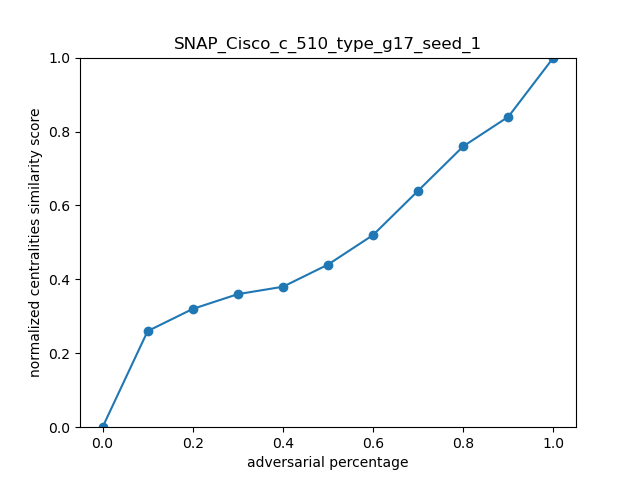 SNAP_Cisco_c_510_type_g17_seed_1
normalized centralities similarity score
1.0
0.8
0.6
0.4
0.2
0.0
0.0 0.2 0.4 0.6 0.8 1.0
adversarial percentage